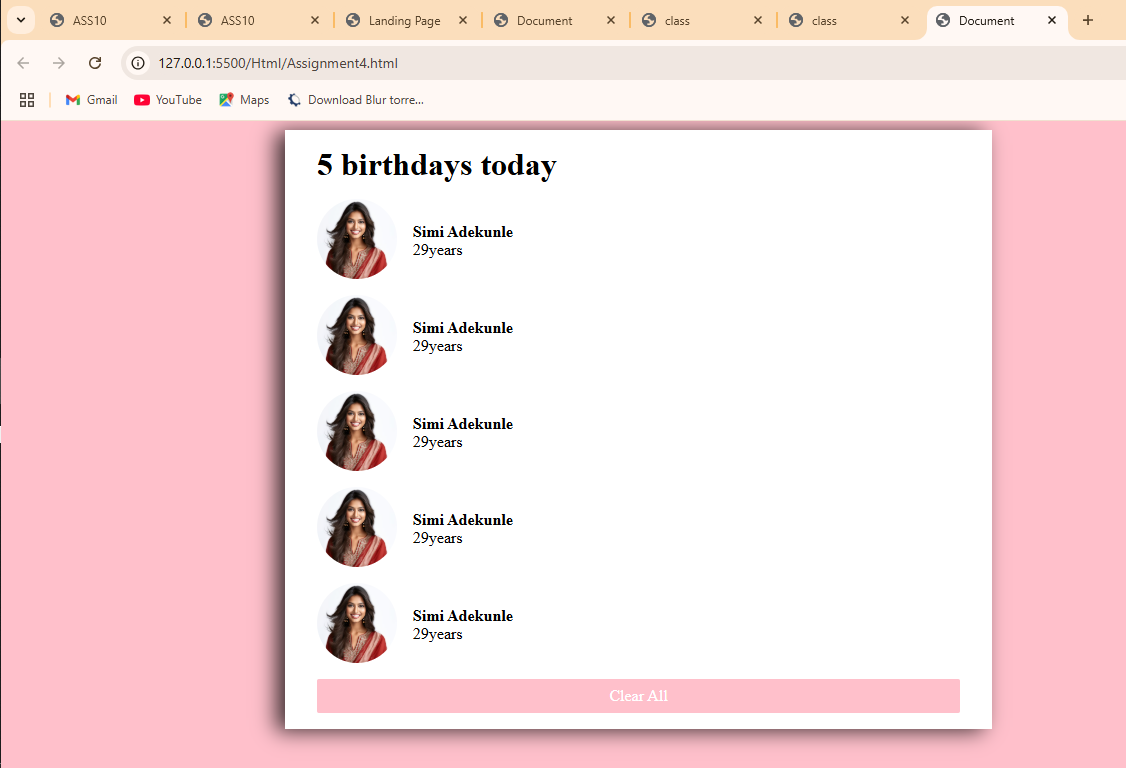 ASS10
ASS10
Landing Page
Document
class
class
Document
127.0.0.1:5500/Html/Assignment4.html
Gmail
YouTube
Maps
Download Blur torre...
5 birthdays today
Simi Adekunle
29years
Simi Adekunle
29years
Simi Adekunle
29years
Simi Adekunle
29years
Simi Adekunle
29years
Clear All